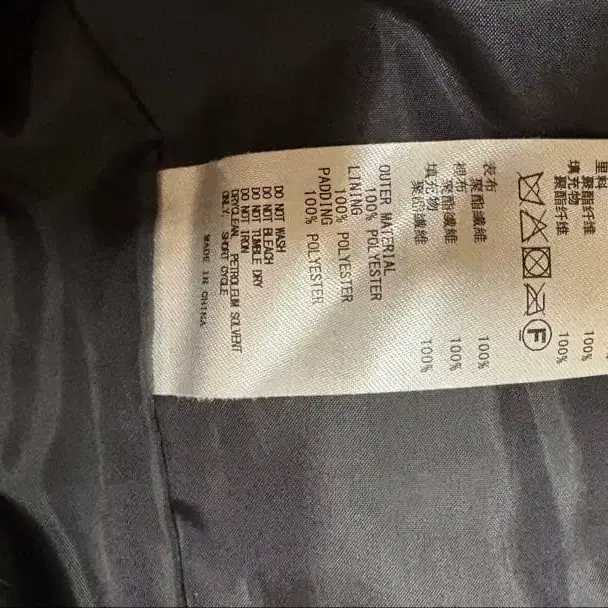 里料
聚酯纤维 100%
填充物
聚酯纤维 100%
F
表布
聚酯纖維 100%
裡布
聚酯纖維 100%
填充物
聚酯纖維 100%
OUTER MATERIAL
100% POLYESTER
LINING
100% POLYESTER
PADDING
100% POLYESTER
DO NOT WASH
DO NOT BLEACH
DO NOT TUMBLE DRY
DO NOT IRON
DRYCLEAN PETROLEUM SOLVENT
ONLY. SHORT CYCLE
MADE IN CHINA